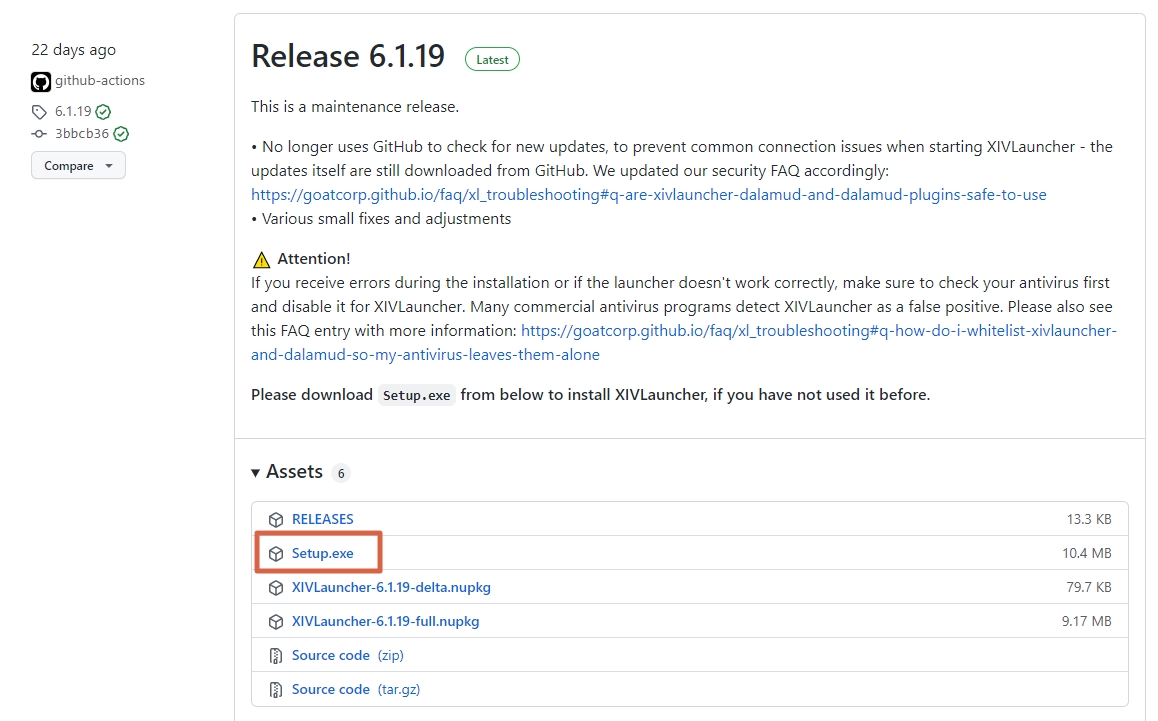 22 days ago
github-actions
6.1.19
3bbcb36
Compare
Release 6.1.19 Latest
This is a maintenance release.
• No longer uses GitHub to check for new updates, to prevent common connection issues when starting XIVLauncher - the
updates itself are still downloaded from GitHub. We updated our security FAQ accordingly:
https://goatcorp.github.io/faq/xl_troubleshooting#q-are-xivlauncher-dalamud-and-dalamud-plugins-safe-to-use
• Various small fixes and adjustments
Attention!
If you receive errors during the installation or if the launcher doesn't work correctly, make sure to check your antivirus first
and disable it for XIVLauncher. Many commercial antivirus programs detect XIVLauncher as a false positive. Please also see
this FAQ entry with more information: https://goatcorp.github.io/faq/xl_troubleshooting#q-how-do-i-whitelist-xivlauncher-
and-dalamud-so-my-antivirus-leaves-them-alone
Please download Setup.exe from below to install XIVLauncher, if you have not used it before.
Assets 6
RELEASES 13.3 KB
Setup.exe 10.4 MB
XIVLauncher-6.1.19-delta.nupkg 79.7 KB
XIVLauncher-6.1.19-full.nupkg 9.17 MB
Source code (zip)
Source code (tar.gz)